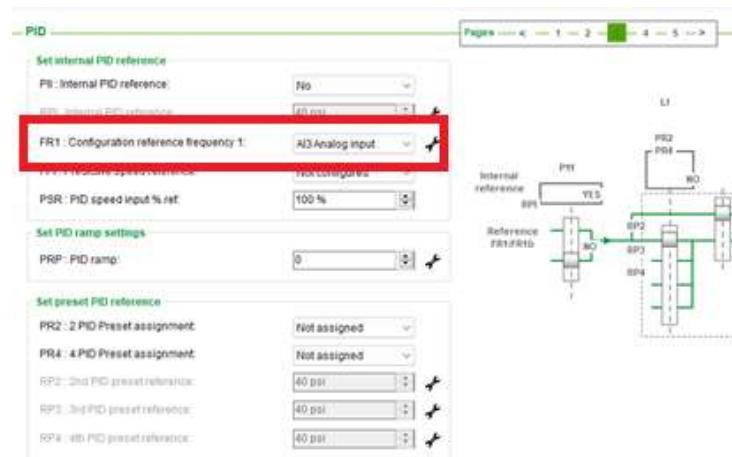 PID
Pages < 1 2 4 5 >
Set internal PID reference
PII : Internal PID reference: No
RPI : Internal PID reference: 40 psi
FR1 : Configuration reference frequency 1: AI3 Analog input
Not configured
PSR : PID speed input % ref. 100 %
Set PID ramp settings
PRP : PID ramp: 0
Set preset PID reference
PR2 : 2 PID Preset assignment: Not assigned
PR4 : 4 PID Preset assignment: Not assigned
RP2 : 2nd PID preset reference: 40 psi
RP3 : 3rd PID preset reference: 40 psi
RP4 : 4th PID preset reference: 40 psi
LI
PR2
PR4
NO
Internal
reference
PII
YES
RPI
Reference
FR1/FR1b
NO
RP2
RP3
RP4